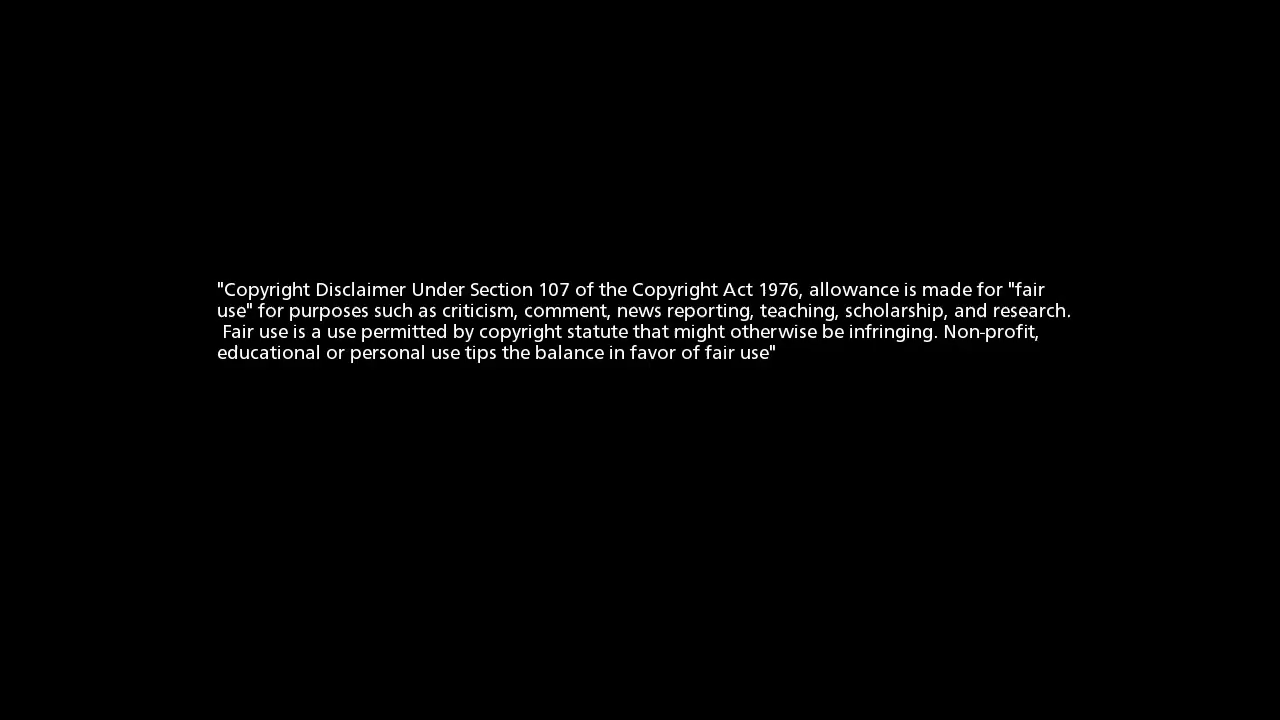 "Copyright Disclaimer Under Section 107 of the Copyright Act 1976, allowance is made for "fair
use" for purposes such as criticism, comment, news reporting, teaching, scholarship, and research.
Fair use is a use permitted by copyright statute that might otherwise be infringing. Non-profit,
educational or personal use tips the balance in favor of fair use"